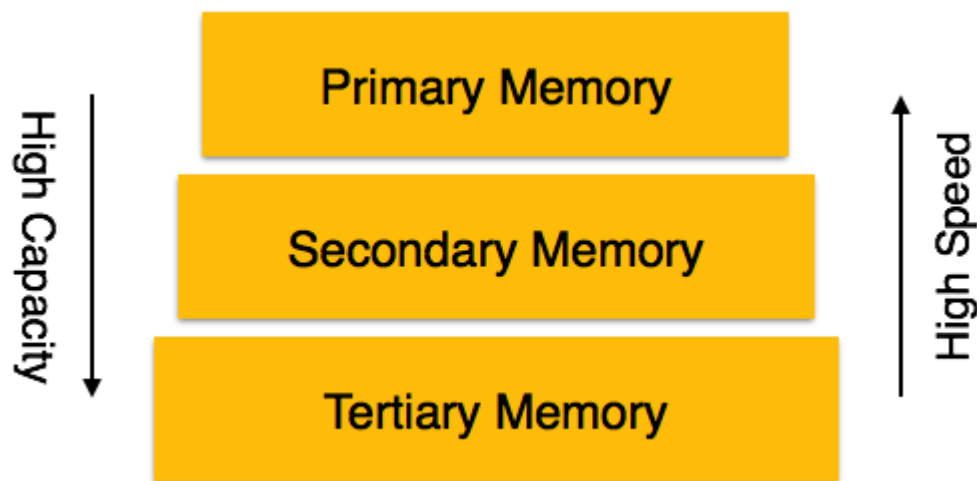 Primary Memory
High Capacity
Secondary Memory
High Speed
Tertiary Memory